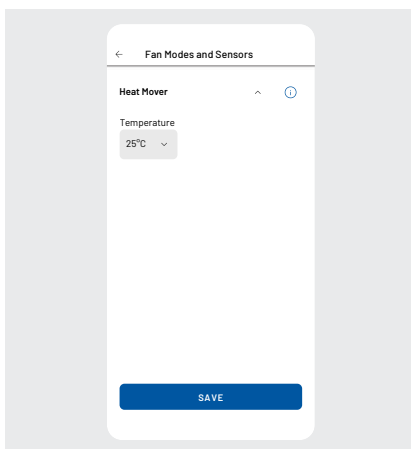 Fan Modes and Sensors
Heat Mover
Temperature
25°C
SAVE